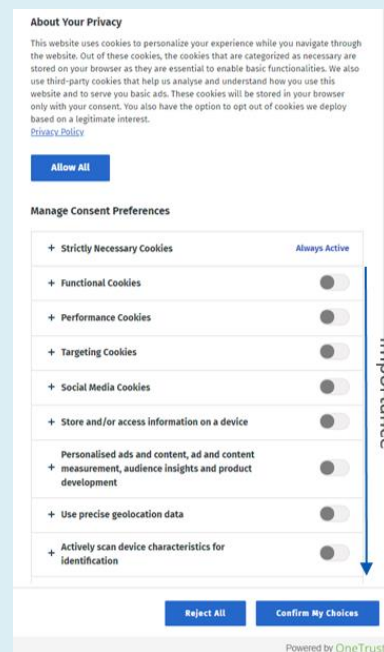 About Your Privacy
This website uses cookies to personalize your experience while you navigate through
the website. Out of these cookies, the cookies that are categorized as necessary are
stored on your browser as they are essential to enable basic functionalities. We also
use third-party cookies that help us analyse and understand how you use this
website and to serve you basic ads. These cookies will be stored in your browser
only with your consent. You also have the option to opt out of cookies we deploy
based on a legitimate interest.
Privacy Policy
Allow All
Manage Consent Preferences
+ Strictly Necessary Cookies Always Active
+ Functional Cookies
+ Performance Cookies
+ Targeting Cookies
+ Social Media Cookies
+ Store and/or access information on a device
Personalised ads and content, ad and content
+ measurement, audience insights and product
development
+ Use precise geolocation data
+ Actively scan device characteristics for
identification
Importance
Reject All Confirm My Choices
Powered by OneTrust